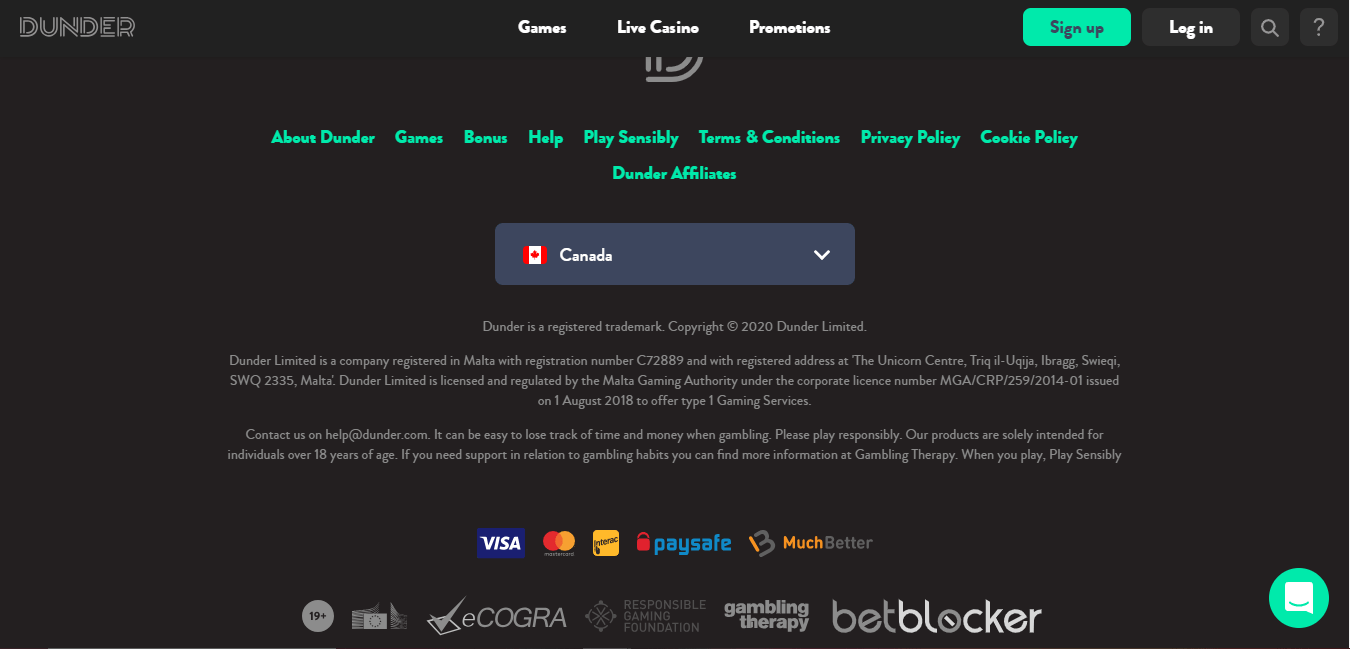 DUNDER Games Live Casino Promotions Sign up Log in ?
About Dunder Games Bonus Help Play Sensibly Terms & Conditions Privacy Policy Cookie Policy
Dunder Affiliates
Canada
Dunder is a registered trademark. Copyright © 2020 Dunder Limited.
Dunder Limited is a company registered in Malta with registration number C72889 and with registered address at 'The Unicorn Centre, Triq il-Uqija, Ibragg, Swieqi,
SWQ 2335, Malta'. Dunder Limited is licensed and regulated by the Malta Gaming Authority under the corporate licence number MGA/CRP/259/2014-01 issued
on 1 August 2018 to offer type 1 Gaming Services.
Contact us on help@dunder.com. It can be easy to lose track of time and money when gambling. Please play responsibly. Our products are solely intended for
individuals over 18 years of age. If you need support in relation to gambling habits you can find more information at Gambling Therapy. When you play, Play Sensibly
VISA mastercard Interac paysafe MuchBetter
19+ eCOGRA RESPONSIBLE GAMING FOUNDATION gambling therapy betblocker